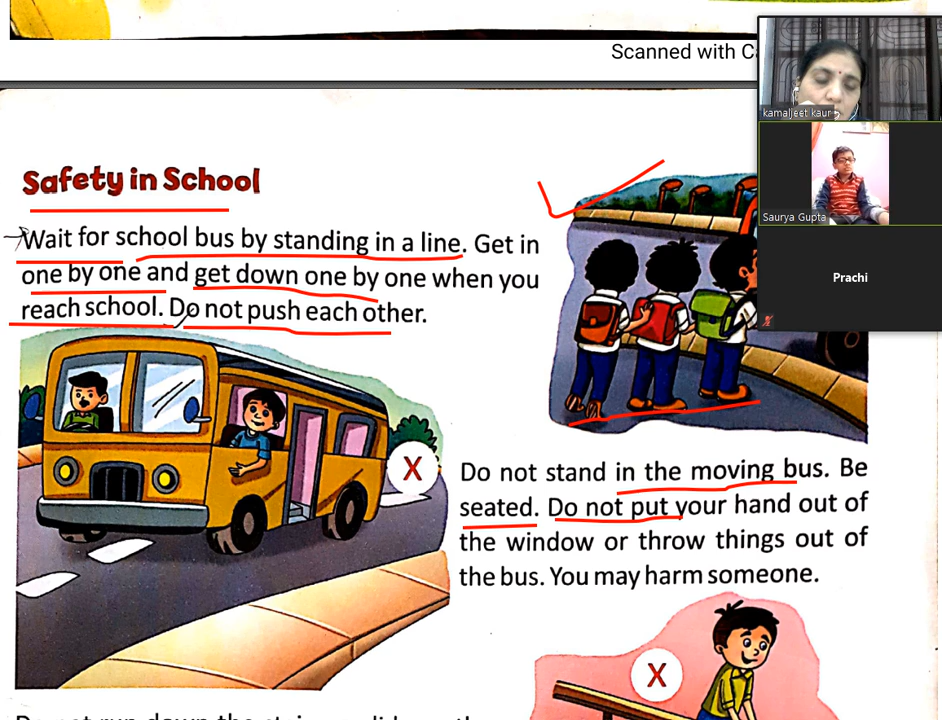 Scanned with
kamaljeet kaur
Saurya Gupta
Prachi
Safety in School
Wait for school bus by standing in a line. Get in
one by one and get down one by one when you
reach school. Do not push each other.
X
Do not stand in the moving bus. Be
seated. Do not put your hand out of
the window or throw things out of
the bus. You may harm someone.
X